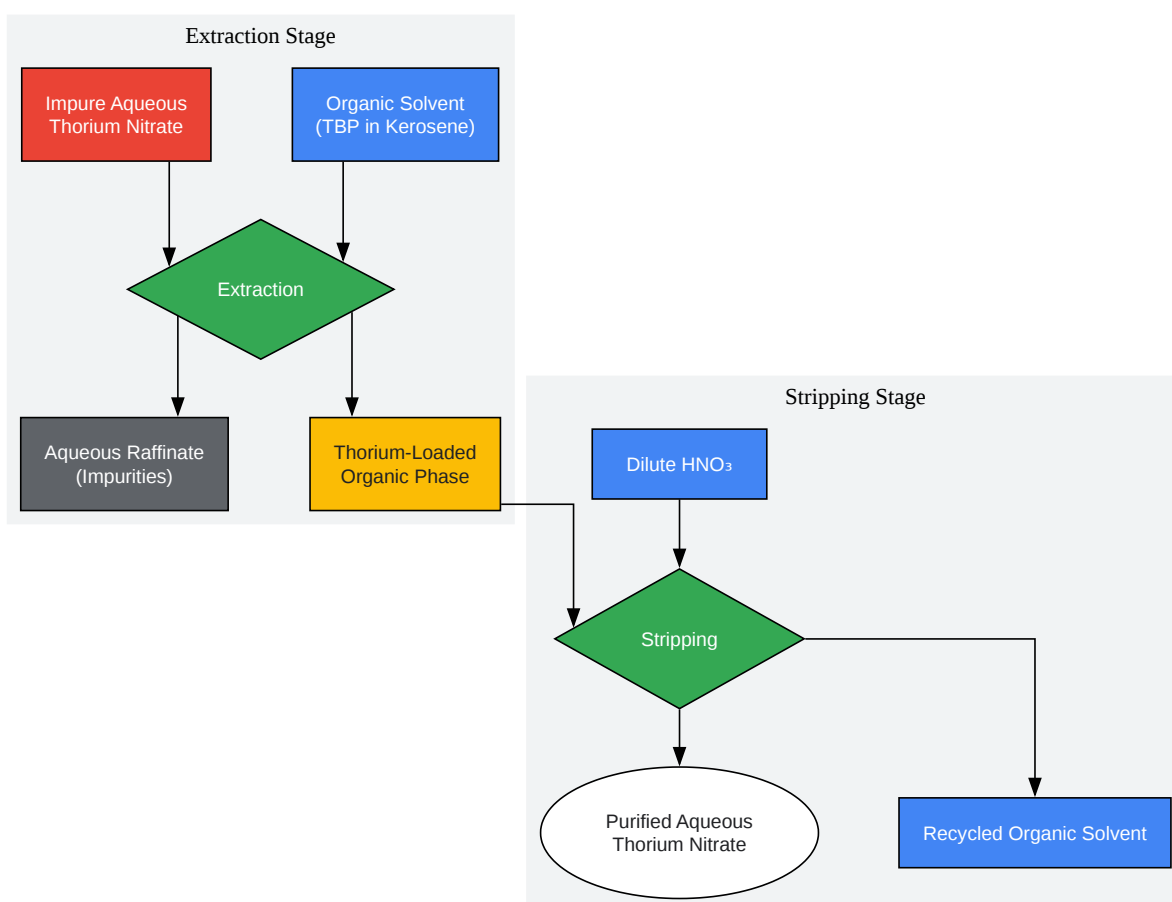 Extraction Stage
Impure Aqueous
Thorium Nitrate
Organic Solvent
(TBP in Kerosene)
Extraction
Aqueous Raffinate
(Impurities)
Thorium-Loaded
Organic Phase
Stripping Stage
Dilute HNO₃
Stripping
Purified Aqueous
Thorium Nitrate
Recycled Organic Solvent